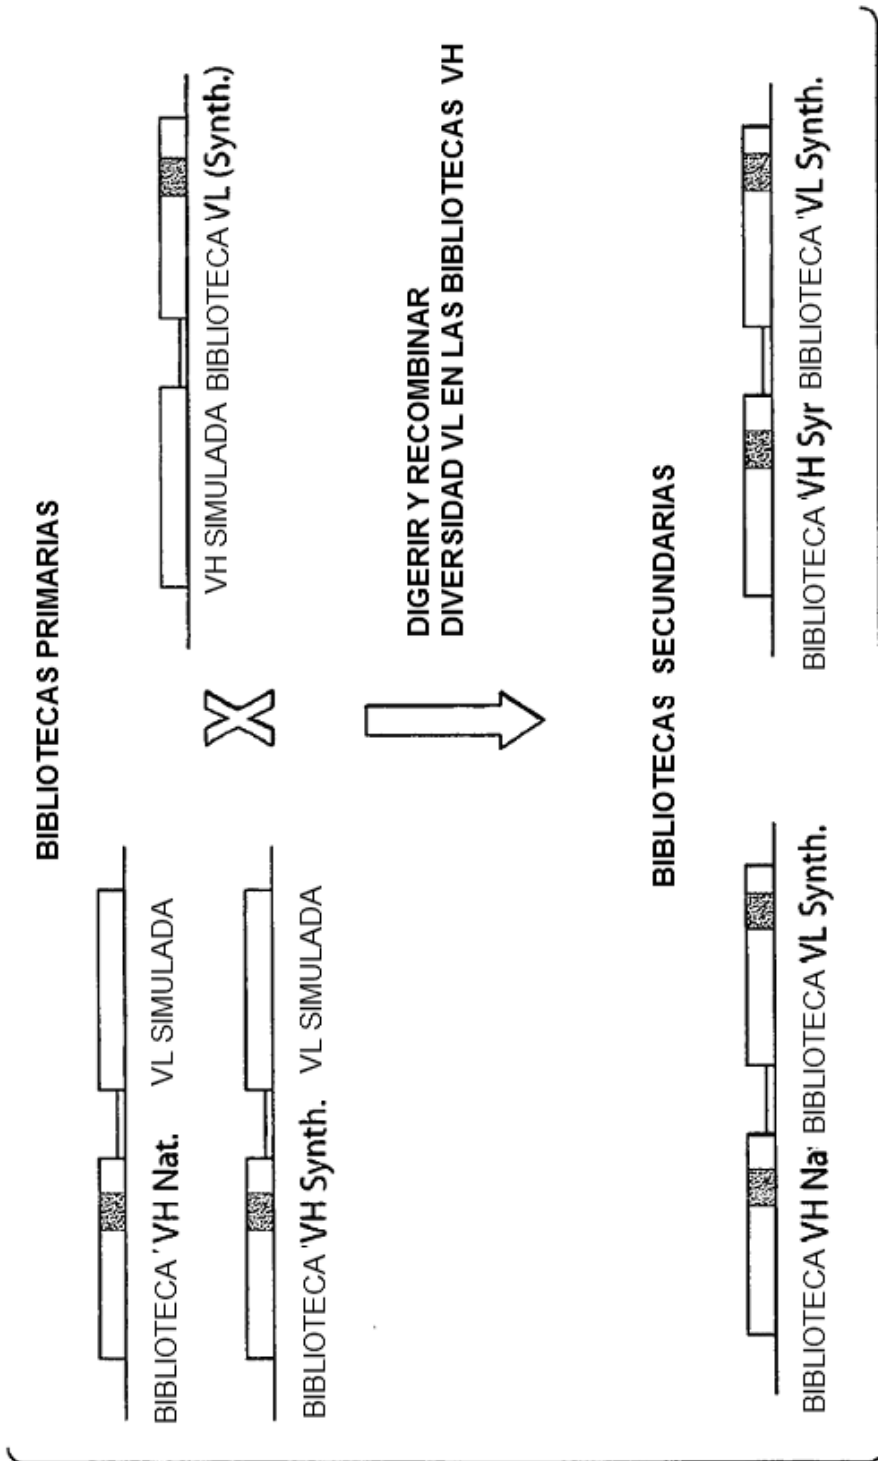 BIBLIOTECAS PRIMARIAS
BIBLIOTECA VH Nat. VL SIMULADA
BIBLIOTECA VH Synth. VL SIMULADA
X
VH SIMULADA BIBLIOTECA VL (Synth.)
DIGERIR Y RECOMBINAR
DIVERSIDAD VL EN LAS BIBLIOTECAS VH
BIBLIOTECAS SECUNDARIAS
BIBLIOTECA VH Na BIBLIOTECA VL Synth.
BIBLIOTECA VH Syr BIBLIOTECA VL Synth.